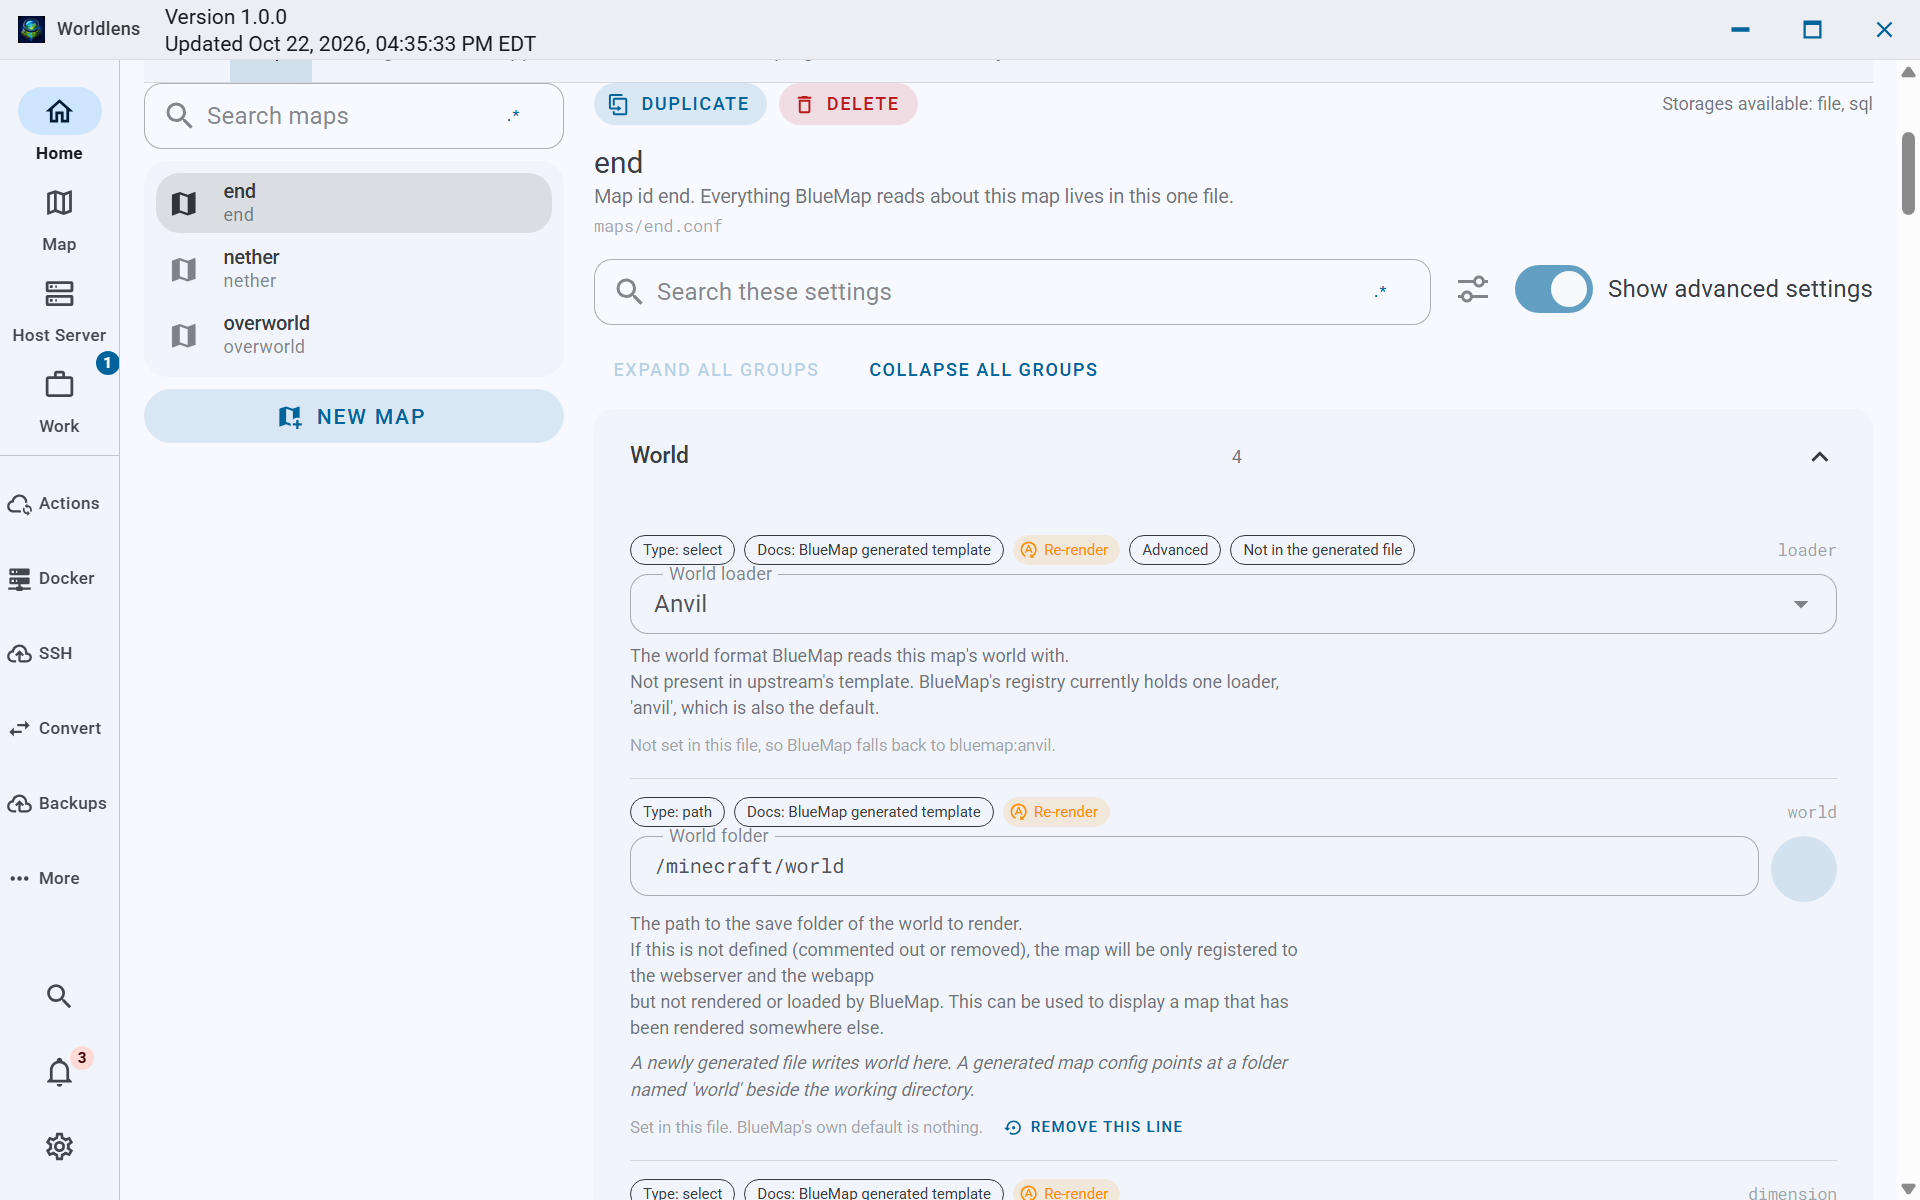 Worldlens
Version 1.0.0
Updated Oct 22, 2026, 04:35:33 PM EDT
Home
Map
Host Server
1
Work
Actions
Docker
SSH
Convert
Backups
More
3
Search maps
.*
end
end
nether
nether
overworld
overworld
NEW MAP
DUPLICATE
DELETE
Storages available: file, sql
end
Map id end. Everything BlueMap reads about this map lives in this one file.
maps/end.conf
Search these settings
.*
Show advanced settings
EXPAND ALL GROUPS
COLLAPSE ALL GROUPS
World
4
Type: select
Docs: BlueMap generated template
Re-render
Advanced
Not in the generated file
loader
World loader
Anvil
The world format BlueMap reads this map's world with.
Not present in upstream's template. BlueMap's registry currently holds one loader,
'anvil', which is also the default.
Not set in this file, so BlueMap falls back to bluemap:anvil.
Type: path
Docs: BlueMap generated template
Re-render
world
World folder
/minecraft/world
The path to the save folder of the world to render.
If this is not defined (commented out or removed), the map will be only registered to
the webserver and the webapp
but not rendered or loaded by BlueMap. This can be used to display a map that has
been rendered somewhere else.
A newly generated file writes world here. A generated map config points at a folder
named 'world' beside the working directory.
Set in this file. BlueMap's own default is nothing.
REMOVE THIS LINE
Type: select
Docs: BlueMap generated template
Re-render
dimension